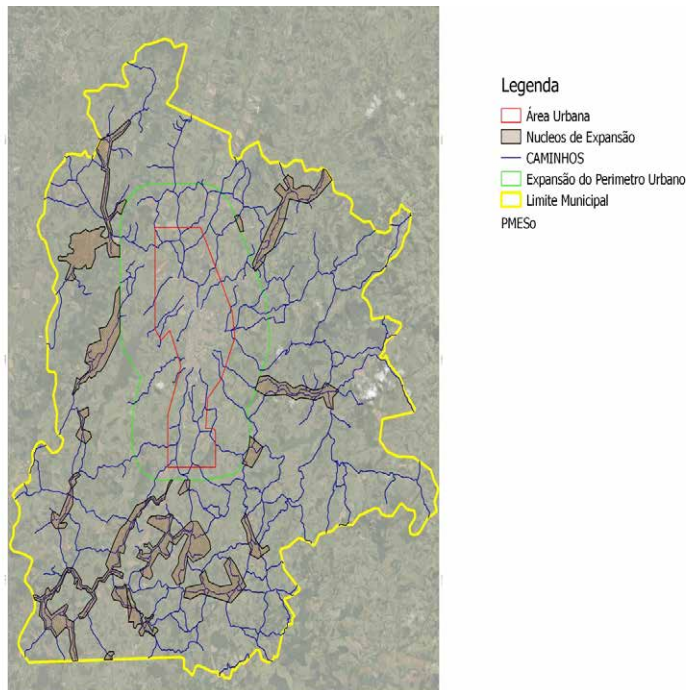 Legenda
Área Urbana
Nucleos de Expansão
CAMINHOS
Expansão do Perimetro Urbano
Limite Municipal
PMESo